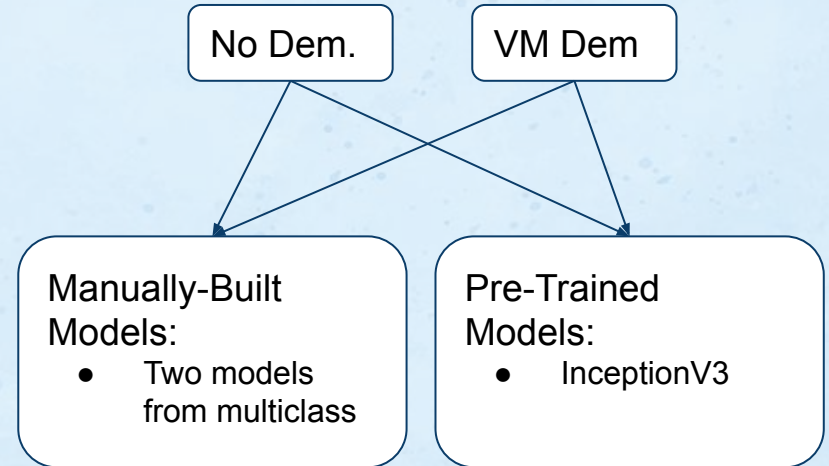 No Dem.
VM Dem
Manually-Built
Models:
● Two models
from multiclass
Pre-Trained
Models:
● InceptionV3